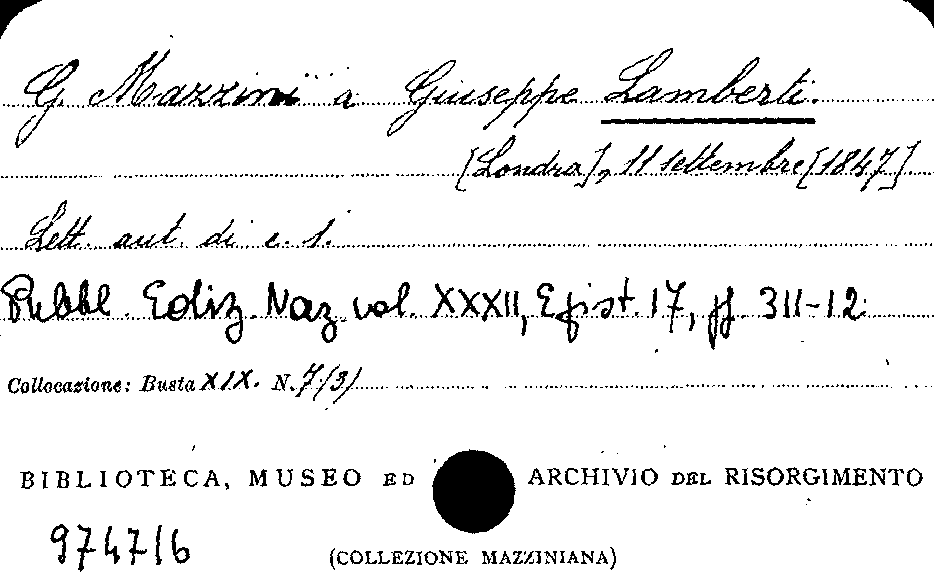 G. Mazzini a Giuseppe Lamberti.
[Londra], 11 settembre [1847].
Lett. aut. di c. 1.
Pubbl. Ediz. Naz. vol. XXXII, Epist. 17, pp. 311-12.
Collocazione: Busta XIX. N. 7/(3)
BIBLIOTECA, MUSEO ED ARCHIVIO DEL RISORGIMENTO
(COLLEZIONE MAZZINIANA)